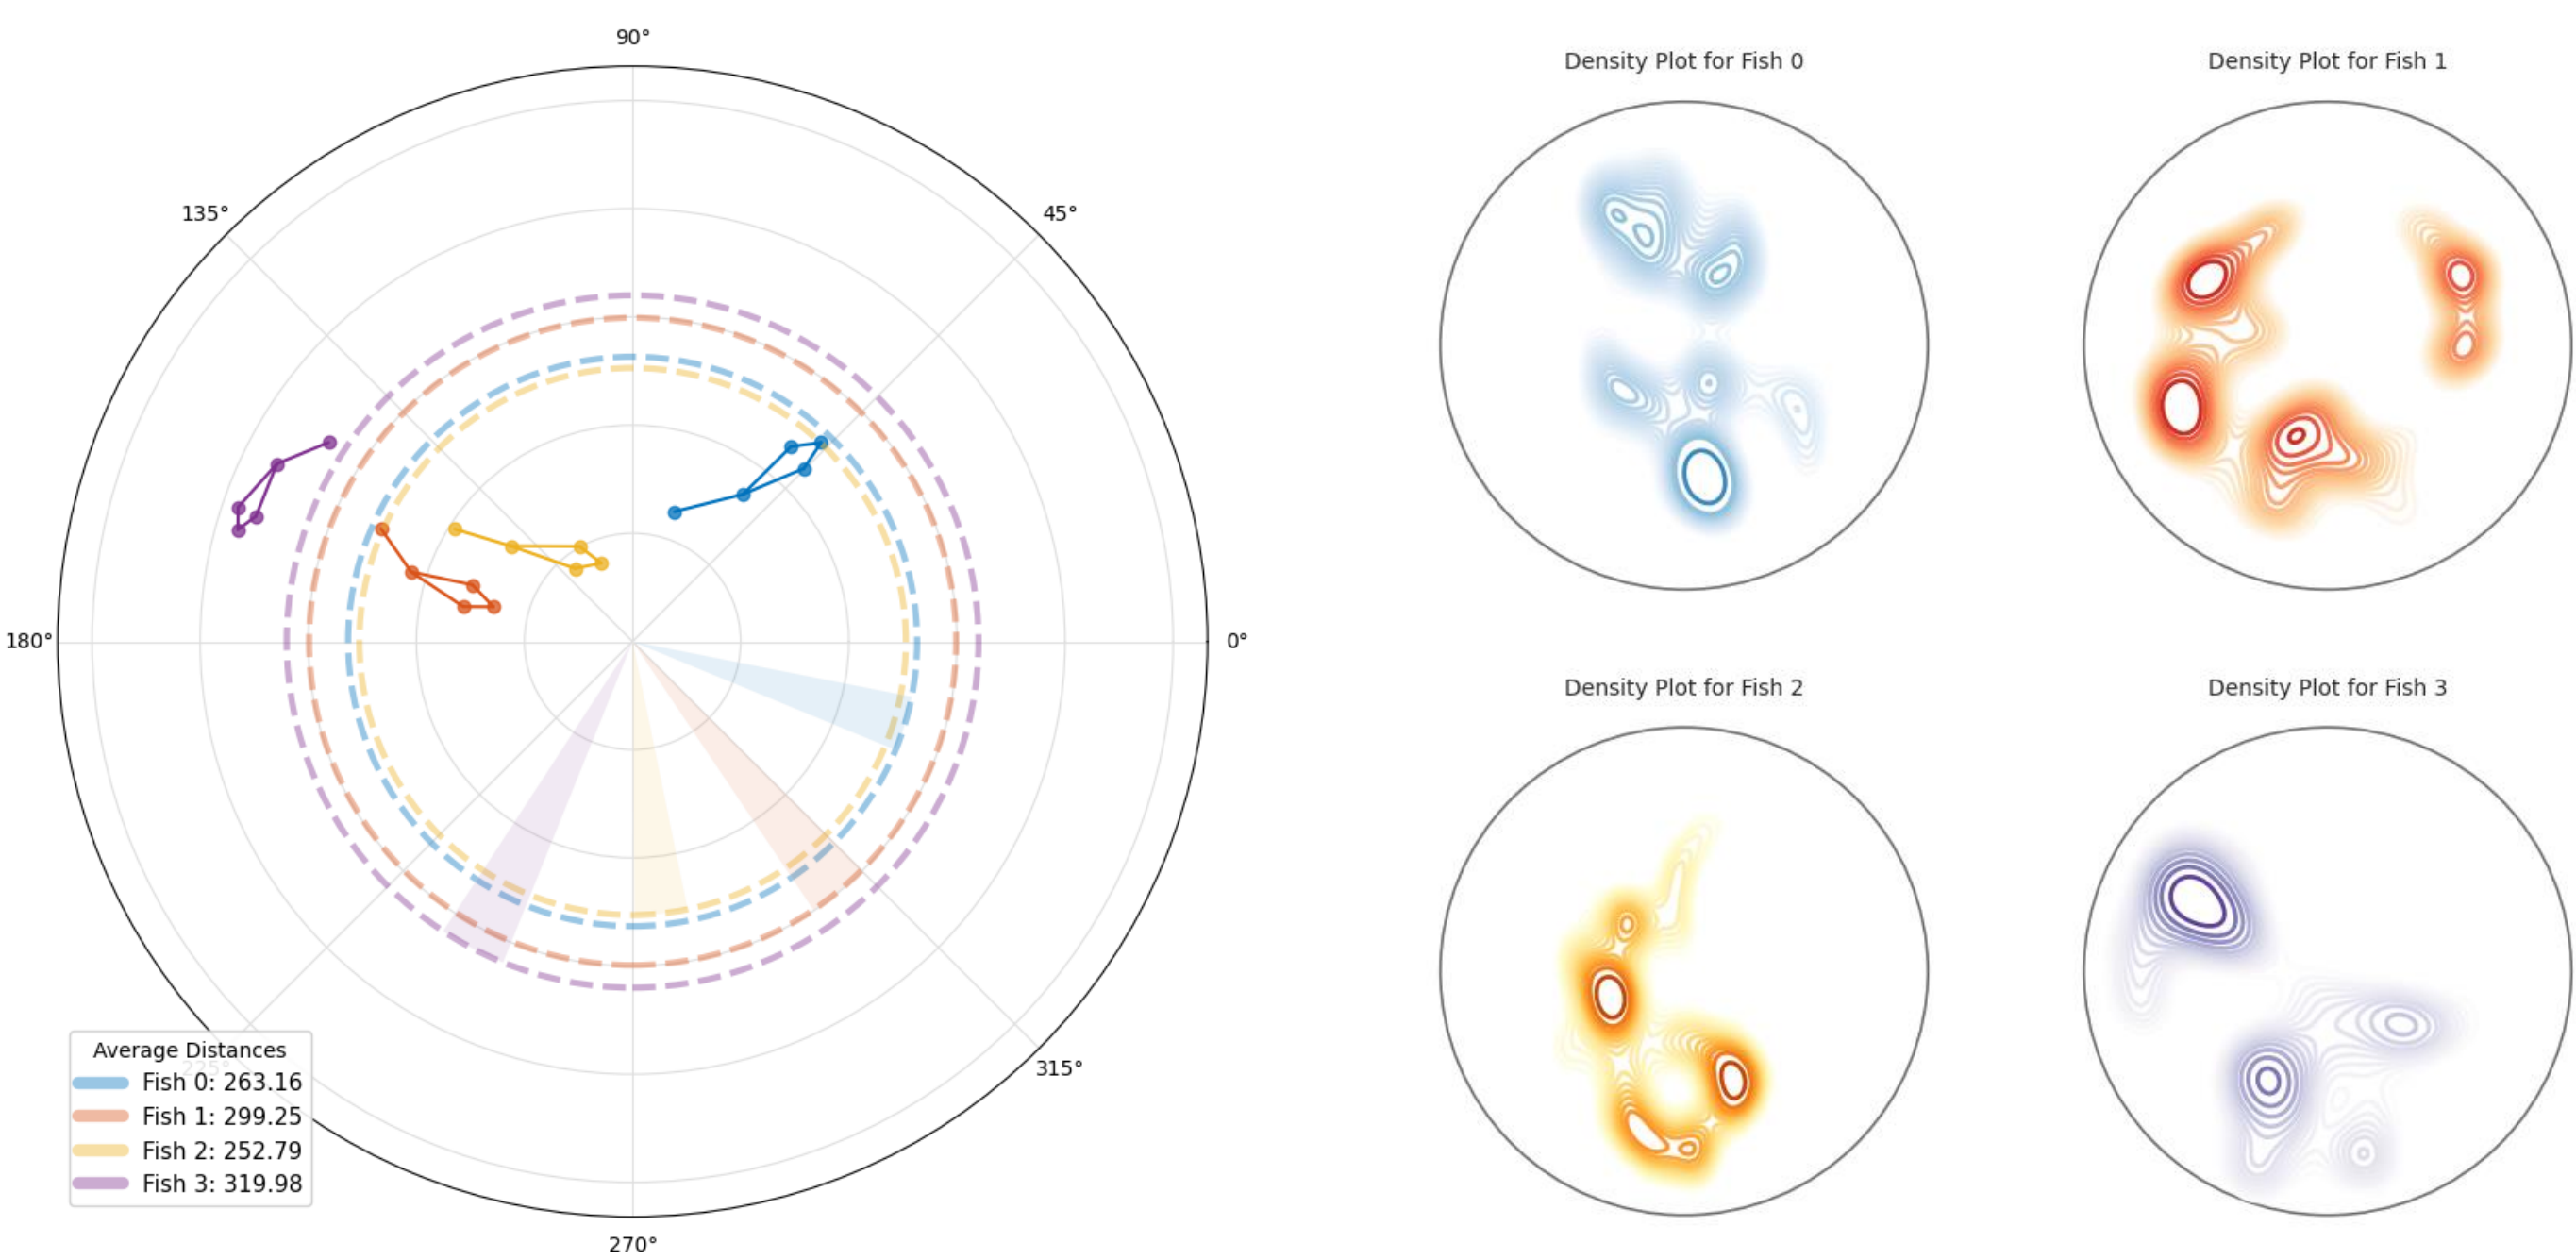 90°
135°
45°
180°
0°
315°
270°
225°
Average Distances
Fish 0: 263.16
Fish 1: 299.25
Fish 2: 252.79
Fish 3: 319.98
Density Plot for Fish 0
Density Plot for Fish 1
Density Plot for Fish 2
Density Plot for Fish 3